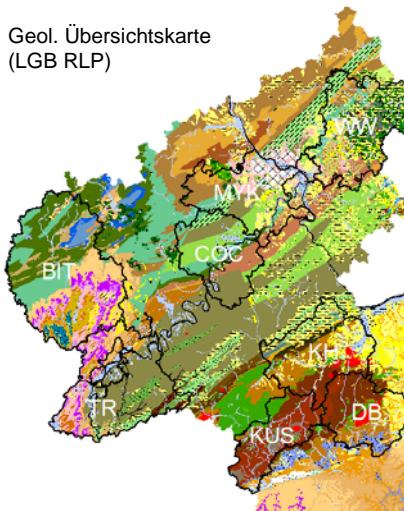 Geol. Übersichtskarte
(LGB RLP)
WW
MYK
COC
BIT
KH
TR
DB
KUS